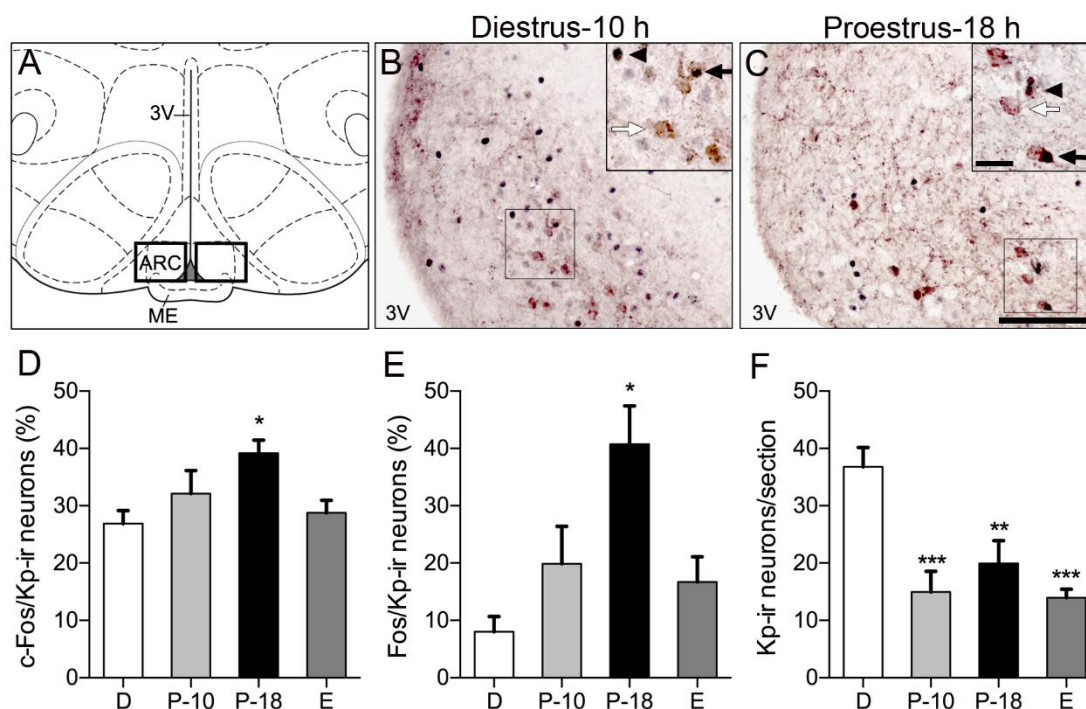 Diestrus-10 h
Proestrus-18 h
A
3V
ARC
ME
B
3V
C
3V
D
c-Fos/Kp-ir neurons (%)
50
40
30
20
10
0
*
D P-10 P-18 E
E
Fos/Kp-ir neurons (%)
50
40
30
20
10
0
*
D P-10 P-18 E
F
Kp-ir neurons/section
50
40
30
20
10
0
***
**
***
D P-10 P-18 E